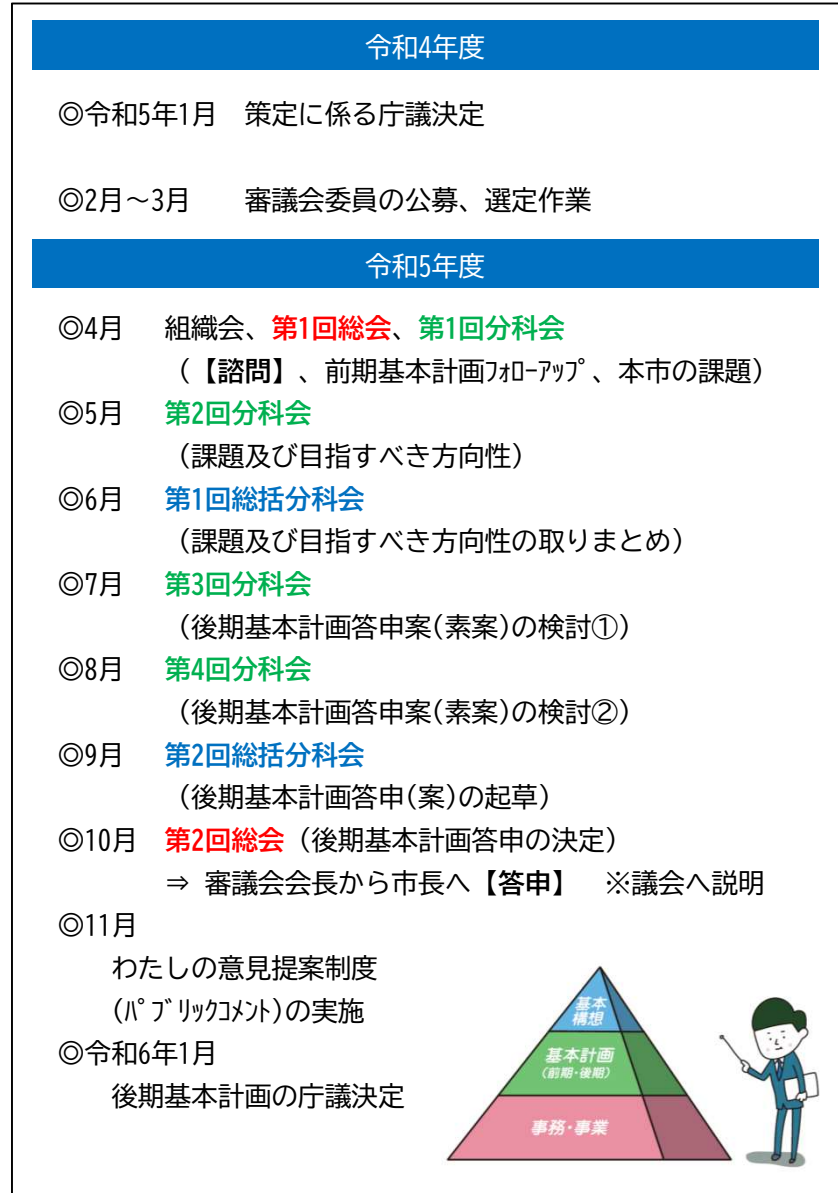 令和4年度
◎令和5年1月　策定に係る庁議決定
◎2月～3月　　審議会委員の公募、選定作業
令和5年度
◎4月　組織会、第1回総会、第1回分科会
（【諮問】、前期基本計画ﾌｫﾛｰｱｯﾌﾟ、本市の課題）
◎5月　第2回分科会
（課題及び目指すべき方向性）
◎6月　第1回総括分科会
（課題及び目指すべき方向性の取りまとめ）
◎7月　第3回分科会
（後期基本計画答申案(素案)の検討①）
◎8月　第4回分科会
（後期基本計画答申案(素案)の検討②）
◎9月　第2回総括分科会
（後期基本計画答申(案)の起草）
◎10月　第2回総会（後期基本計画答申の決定）
⇒ 審議会会長から市長へ【答申】　※議会へ説明
◎11月
わたしの意見提案制度
(ﾊﾟﾌﾞﾘｯｸｺﾒﾝﾄ)の実施
◎令和6年1月
後期基本計画の庁議決定
基本
構想
基本計画
（前期・後期）
事務・事業